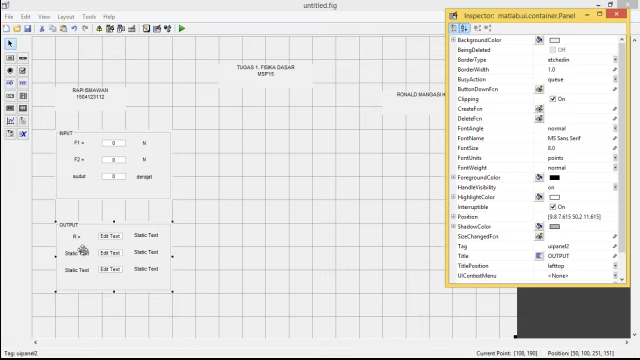 untitled.fig
File Edit View Layout Tools Help
TUGAS 1. FISIKA DASAR
MSP15
RAPI ISMAWAN
1504123112
RONALD MANGASI H
INPUT
F1 = 0 N
F2 = 0 N
sudut 0 derajat
OUTPUT
R = Edit Text Static Text
Static Text Edit Text Static Text
Static Text Edit Text Static Text
Inspector: matlab.ui.container.Panel
BackgroundColor
BeingDeleted Off
BorderType etchedin
BorderWidth 1.0
BusyAction queue
ButtonDownFcn
Clipping On
CreateFcn
DeleteFcn
FontAngle normal
FontName MS Sans Serif
FontSize 8.0
FontUnits points
FontWeight normal
ForegroundColor
HandleVisibility on
HighlightColor
Interruptible On
Position [9.8 7.615 50.2 11.615]
ShadowColor
SizeChangedFcn
Tag uipanel2
Title OUTPUT
TitlePosition lefttop
UIContextMenu <None>
Tag: uipanel2
Current Point: [108, 190]
Position: [50, 100, 251, 151]